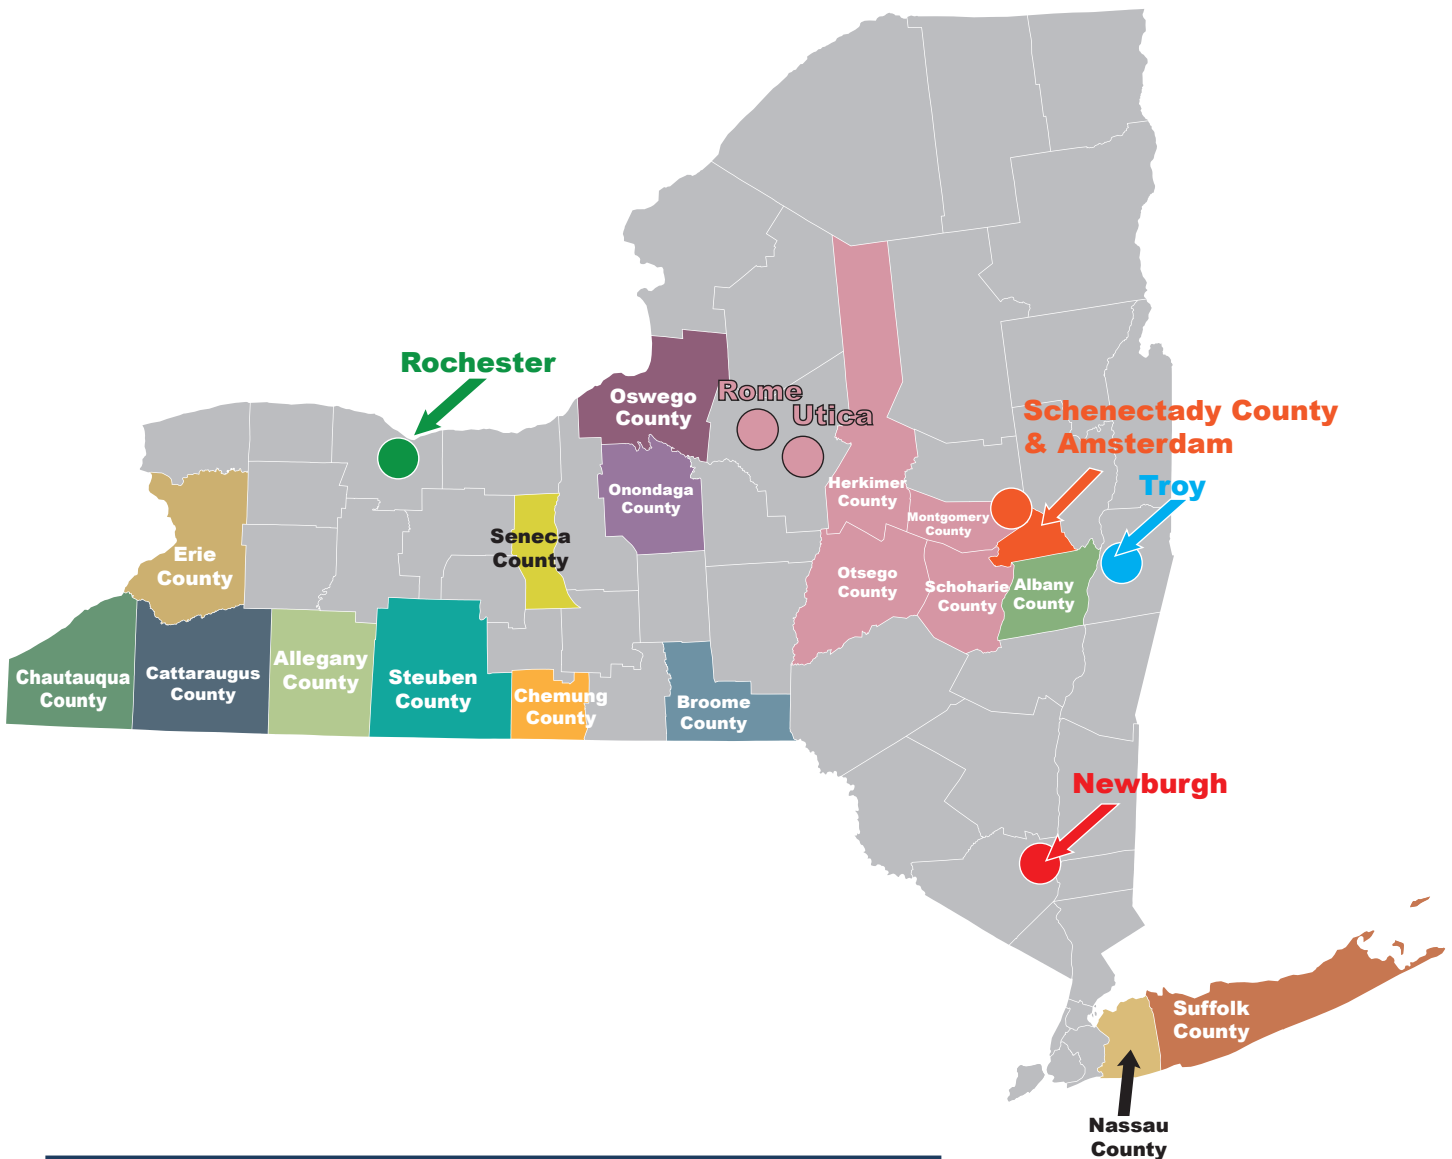 Rochester
Oswego
County
Rome
Utica
Schenectady County
& Amsterdam
Troy
Herkimer
County
Onondaga
County
Montgomery
County
Seneca
County
Erie
County
Otsego
County
Schoharie
County
Albany
County
Chautauqua
County
Cattaraugus
County
Allegany
County
Steuben
County
Chemung
County
Broome
County
Newburgh
Suffolk
County
Nassau
County